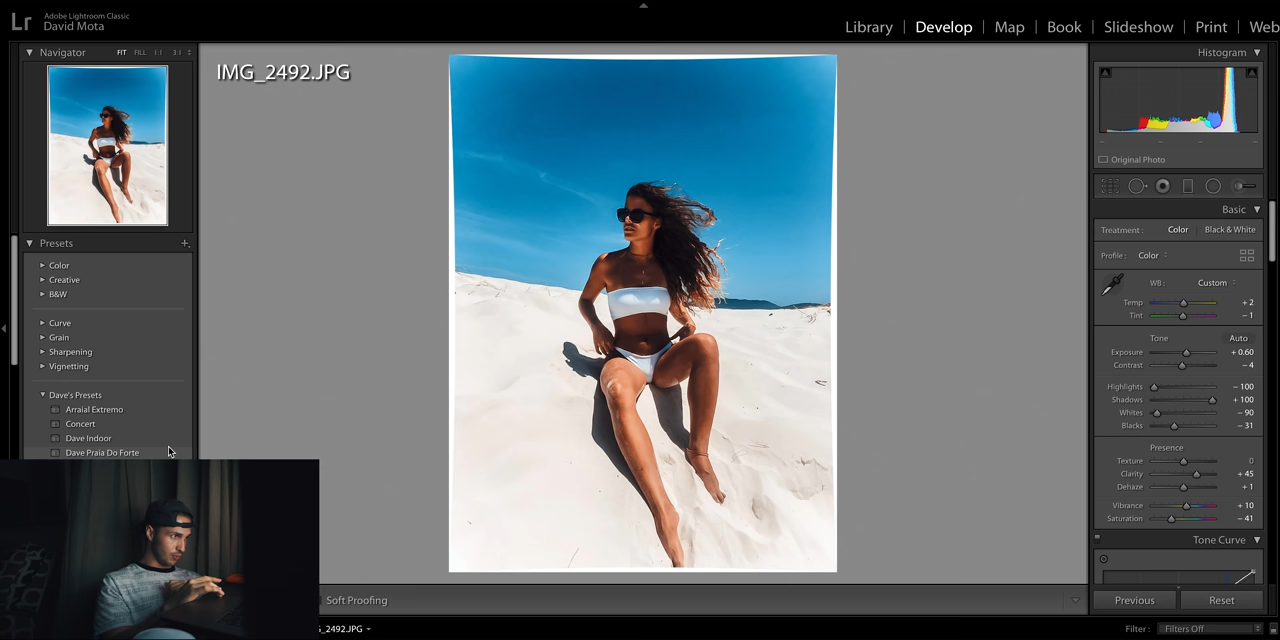 Lr
Adobe Lightroom Classic
David Mota
Library | Develop | Map | Book | Slideshow | Print | Web
Navigator FIT FILL 1:1 3:1
Presets
Color
Creative
B&W
Curve
Grain
Sharpening
Vignetting
Dave's Presets
Arraial Extremo
Concert
Dave Indoor
Dave Praia Do Forte
IMG_2492.JPG
Soft Proofing
_2492.JPG
Histogram
Original Photo
Basic
Treatment : Color Black & White
Profile : Color
WB : Custom
Temp + 2
Tint − 1
Tone Auto
Exposure + 0.60
Contrast − 4
Highlights − 100
Shadows + 100
Whites − 90
Blacks − 31
Presence
Texture 0
Clarity + 45
Dehaze + 1
Vibrance + 10
Saturation − 41
Tone Curve
Previous Reset
Filter : Filters Off